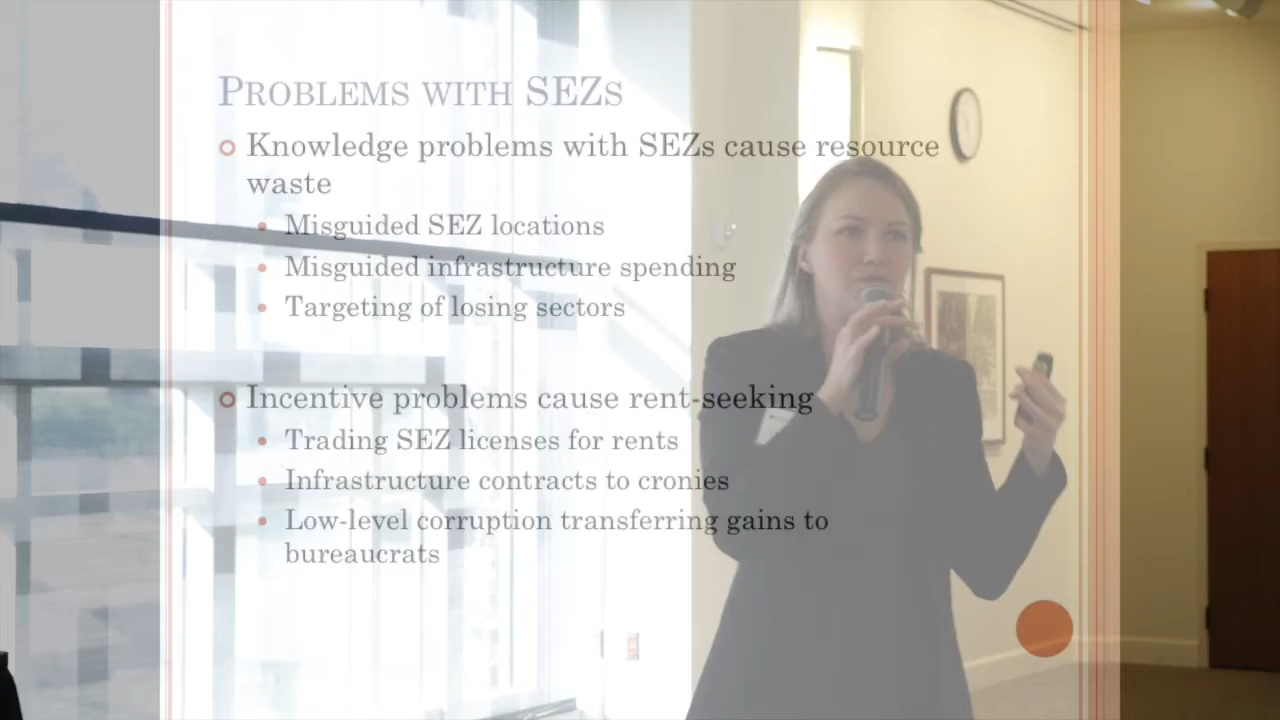 PROBLEMS WITH SEZS
Knowledge problems with SEZs cause resource
waste
Misguided SEZ locations
Misguided infrastructure spending
Targeting of losing sectors
Incentive problems cause rent-seeking
Trading SEZ licenses for rents
Infrastructure contracts to cronies
Low-level corruption transferring gains to
bureaucrats